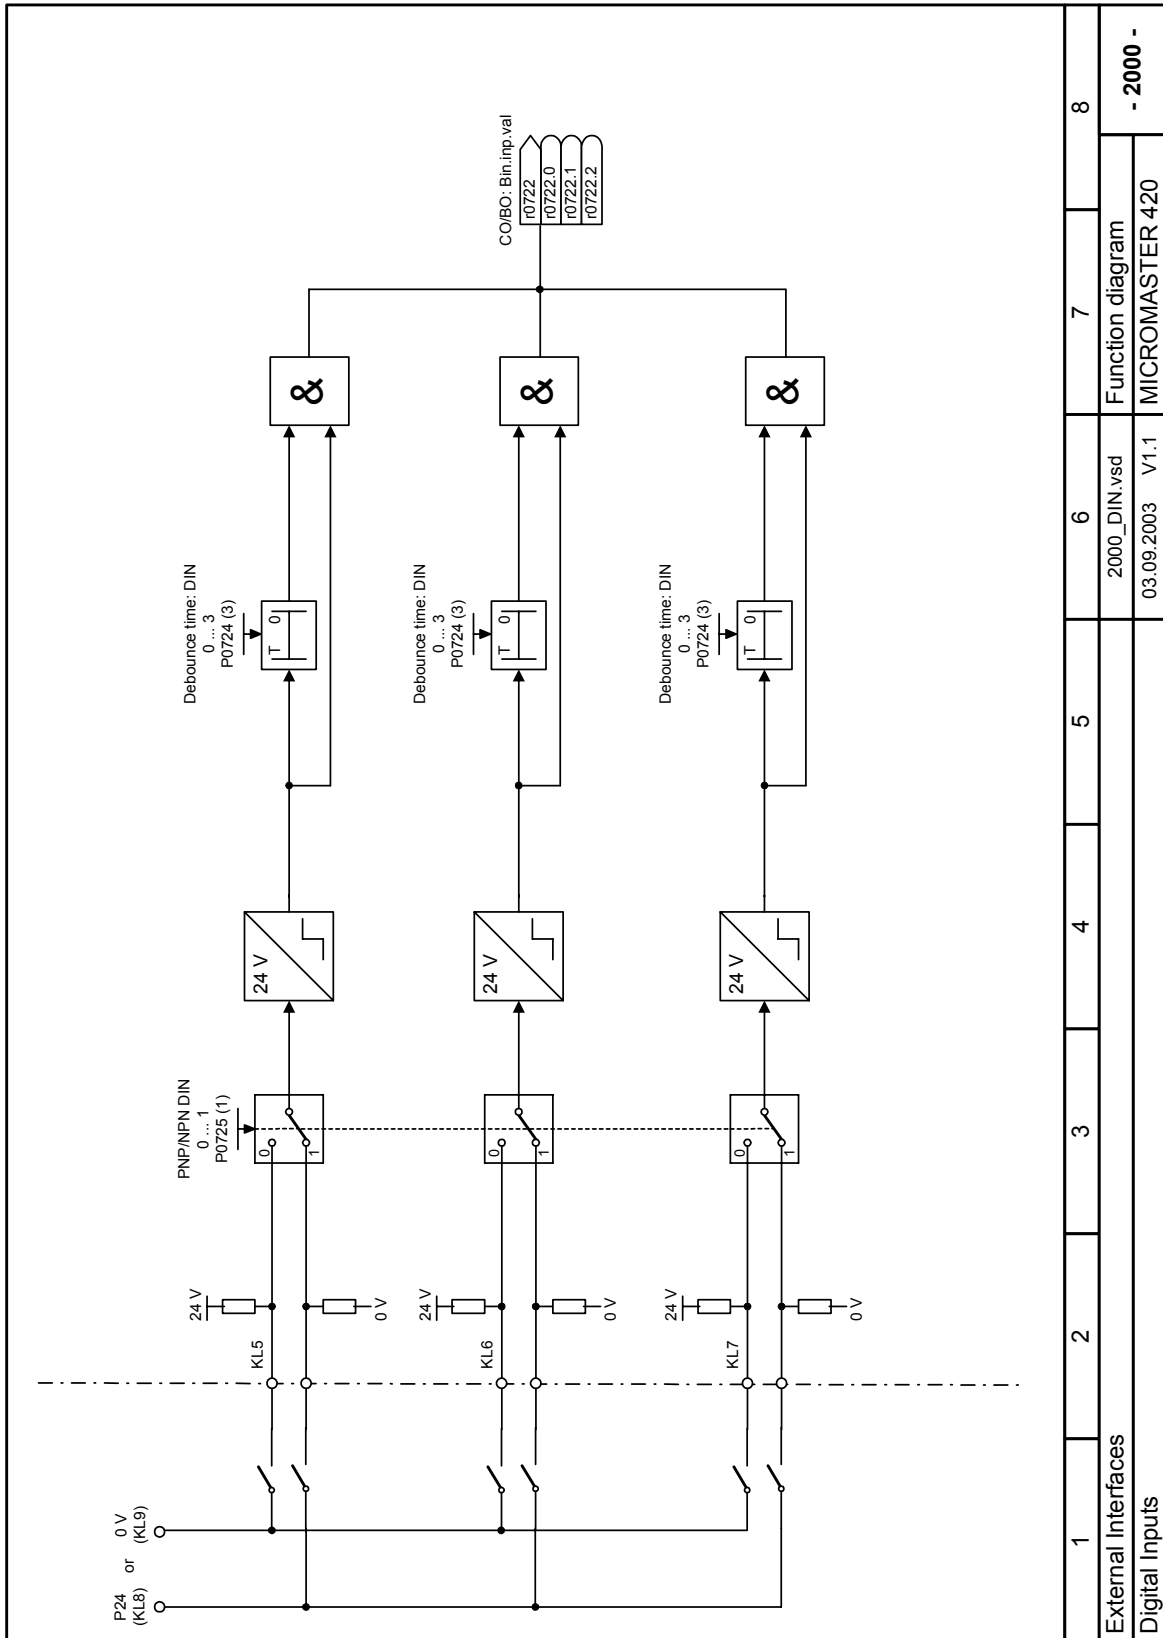 P24
(KL8)
or
0 V
(KL9)
KL5
24 V
0 V
PNP/NPN DIN
0 ... 1
P0725 (1)
0
1
24 V
Debounce time: DIN
0 ... 3
P0724 (3)
T 0
&
KL6
24 V
0 V
0
1
24 V
Debounce time: DIN
0 ... 3
P0724 (3)
T 0
&
KL7
24 V
0 V
0
1
24 V
Debounce time: DIN
0 ... 3
P0724 (3)
T 0
&
CO/BO: Bin.inp.val
r0722
r0722.0
r0722.1
r0722.2
1 2 3 4 5 6 7 8
External Interfaces 2000_DIN.vsd Function diagram
- 2000 -
Digital Inputs 03.09.2003 V1.1 MICROMASTER 420